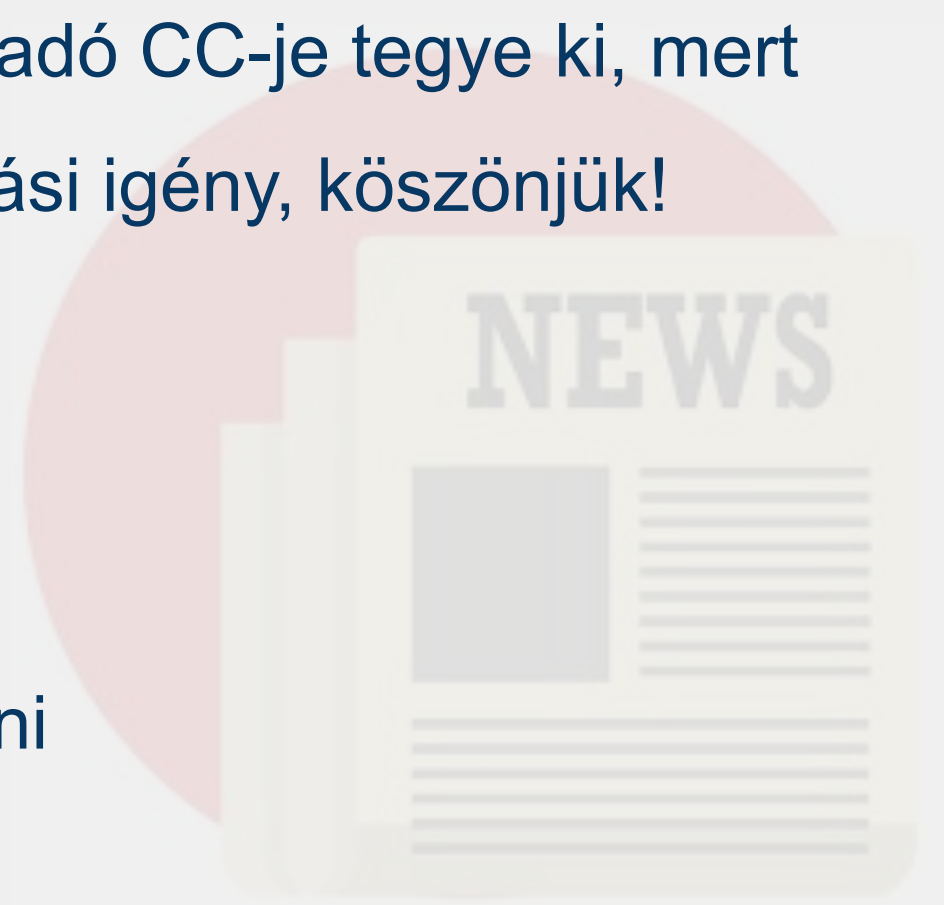 adó CC-je tegye ki, mert
ási igény, köszönjük!
NEWS
ni